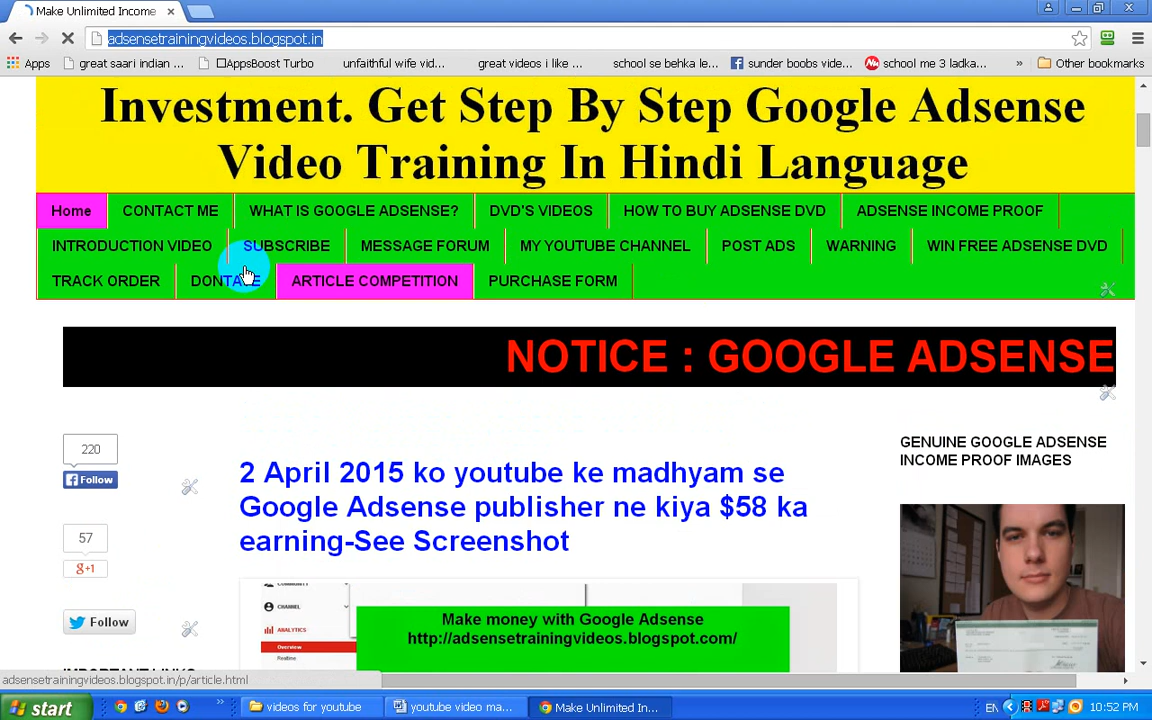 Make Unlimited Income
adsensetrainingvideos.blogspot.in
Apps great saari indian ... AppsBoost Turbo unfaithful wife vid... great videos i like ... school se behka le... sunder boobs vide... school me 3 ladka... » Other bookmarks
Investment. Get Step By Step Google Adsense
Video Training In Hindi Language
Home CONTACT ME WHAT IS GOOGLE ADSENSE? DVD'S VIDEOS HOW TO BUY ADSENSE DVD ADSENSE INCOME PROOF
INTRODUCTION VIDEO SUBSCRIBE MESSAGE FORUM MY YOUTUBE CHANNEL POST ADS WARNING WIN FREE ADSENSE DVD
TRACK ORDER DONTATE ARTICLE COMPETITION PURCHASE FORM
NOTICE : GOOGLE ADSENSE
220
Follow
57
g+1
Follow
2 April 2015 ko youtube ke madhyam se
Google Adsense publisher ne kiya $58 ka
earning-See Screenshot
GENUINE GOOGLE ADSENSE
INCOME PROOF IMAGES
CHANNEL
ANALYTICS
Overview
Realtime
Make money with Google Adsense
http://adsensetrainingvideos.blogspot.com/
adsensetrainingvideos.blogspot.in/p/article.html
start » videos for youtube youtube video ma... Make Unlimited In... EN 10:52 PM